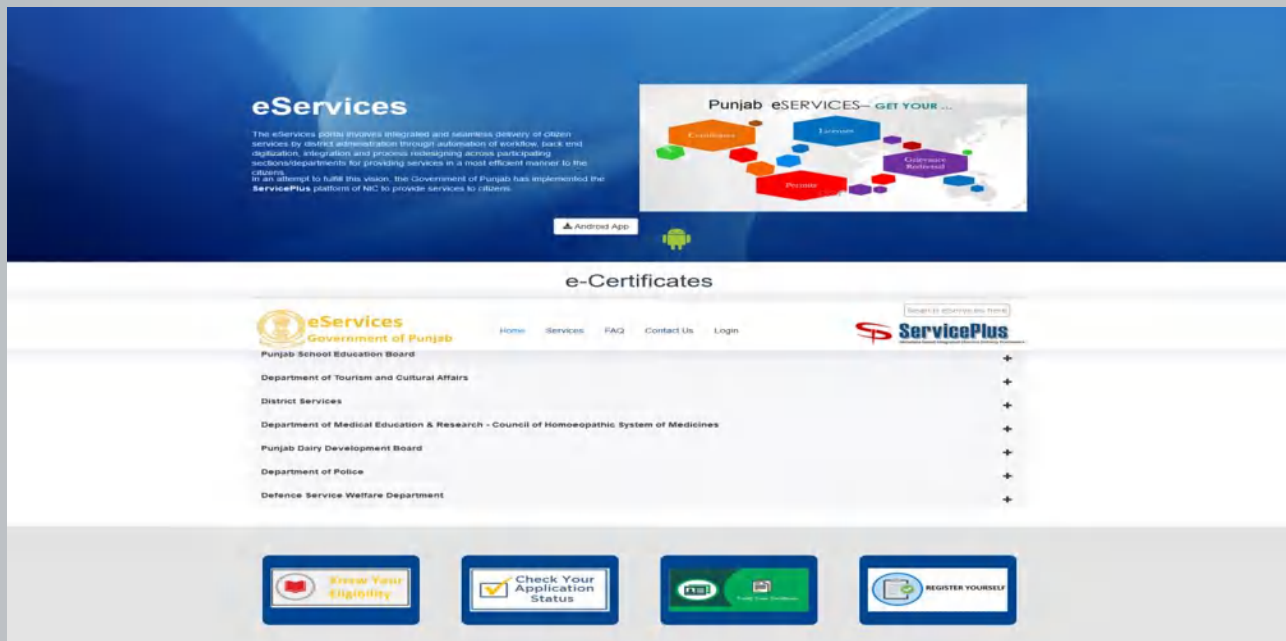 eServices
The eServices portal involves integrated and seamless delivery of citizen
services by district administration through automation of workflow, back end
digitization, integration and process redesigning across participating
sections/departments for providing services in a most efficient manner to the
citizens.
In an attempt to fulfill this vision, the Government of Punjab has implemented the
ServicePlus platform of NIC to provide services to citizens.
Punjab eSERVICES– GET YOUR ...
Certificates
Licenses
Grievance
Redressal
Permits
Android App
e-Certificates
eServices
Government of Punjab
Home Services FAQ Contact Us Login
ServicePlus
Punjab School Education Board
Department of Tourism and Cultural Affairs
District Services
Department of Medical Education & Research - Council of Homoeopathic System of Medicines
Punjab Dairy Development Board
Department of Police
Defence Service Welfare Department
Know Your
Eligibility
Check Your
Application
Status
REGISTER YOURSELF